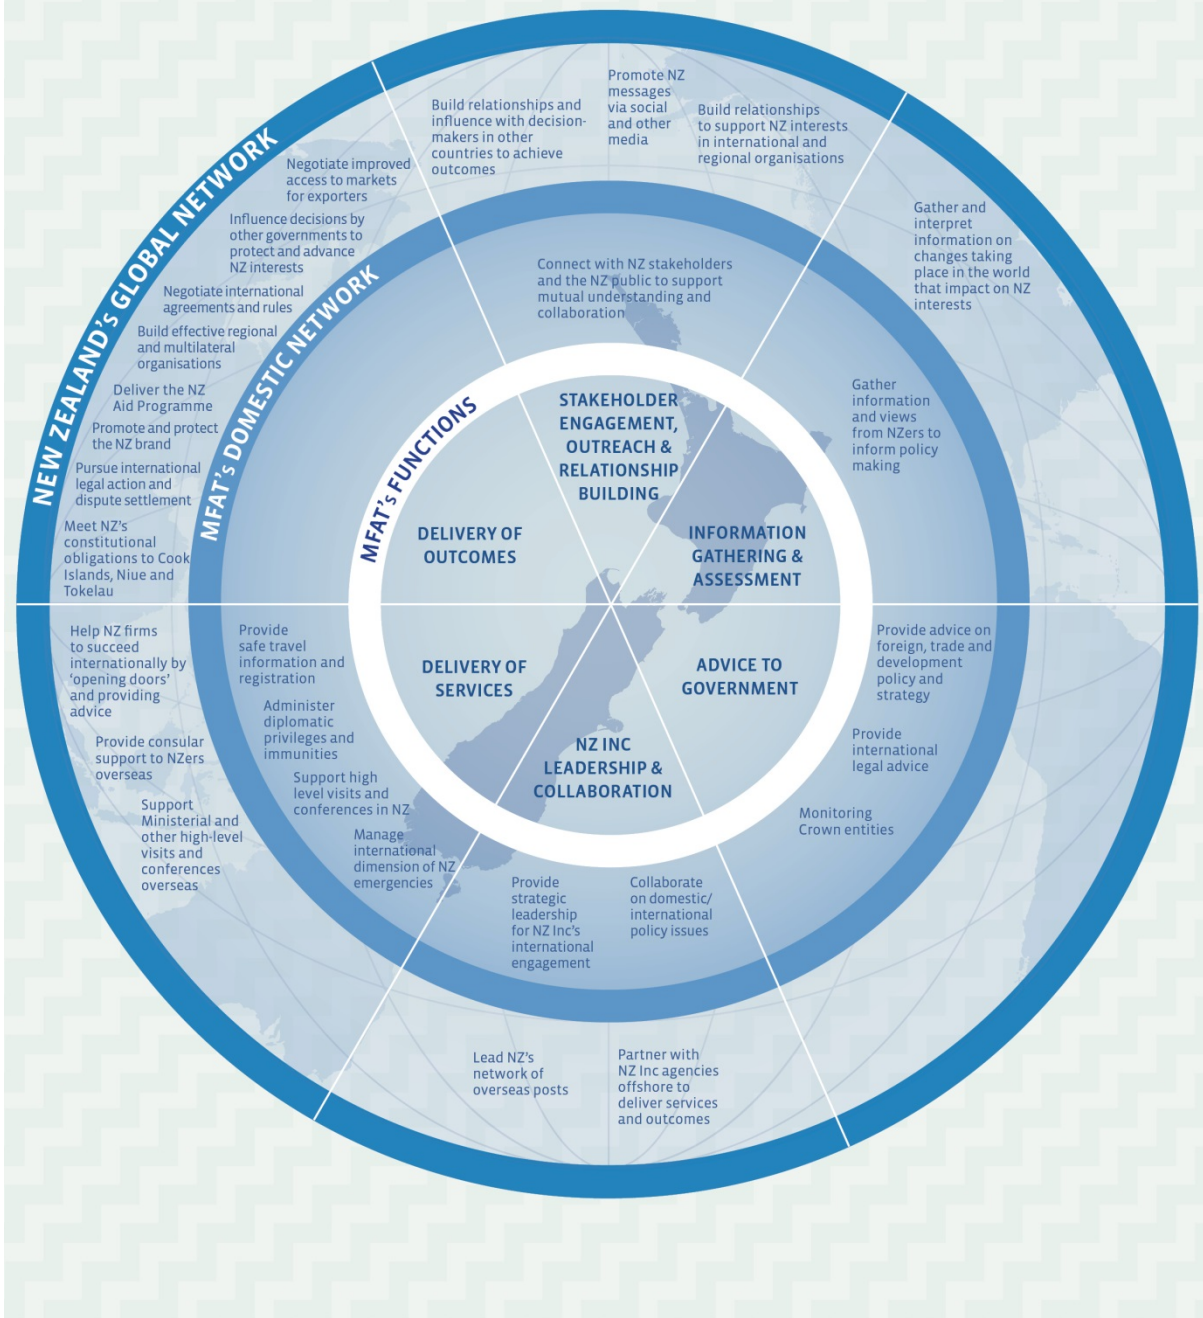 NEW ZEALAND's GLOBAL NETWORK
MFAT's DOMESTIC NETWORK
MFAT's FUNCTIONS
Build relationships and
influence with decision-
makers in other
countries to achieve
outcomes
Promote NZ
messages
via social
and other
media
Build relationships
to support NZ interests
in international and
regional organisations
Negotiate improved
access to markets
for exporters
Influence decisions by
other governments to
protect and advance
NZ interests
Negotiate international
agreements and rules
Build effective regional
and multilateral
organisations
Deliver the NZ
Aid Programme
Promote and protect
the NZ brand
Pursue international
legal action and
dispute settlement
Meet NZ's
constitutional
obligations to Cook
Islands, Niue and
Tokelau
Gather and
interpret
information on
changes taking
place in the world
that impact on NZ
interests
Connect with NZ stakeholders
and the NZ public to support
mutual understanding and
collaboration
Gather
information
and views
from NZers to
inform policy
making
STAKEHOLDER
ENGAGEMENT,
OUTREACH &
RELATIONSHIP
BUILDING
DELIVERY OF
OUTCOMES
INFORMATION
GATHERING &
ASSESSMENT
DELIVERY OF
SERVICES
ADVICE TO
GOVERNMENT
NZ INC
LEADERSHIP &
COLLABORATION
Help NZ firms
to succeed
internationally by
‘opening doors’
and providing
advice
Provide consular
support to NZers
overseas
Support
Ministerial and
other high-level
visits and
conferences
overseas
Provide
safe travel
information and
registration
Administer
diplomatic
privileges and
immunities
Support high
level visits and
conferences in NZ
Manage
international
dimension of NZ
emergencies
Provide advice on
foreign, trade and
development
policy and
strategy
Provide
international
legal advice
Monitoring
Crown entities
Provide
strategic
leadership
for NZ Inc's
international
engagement
Collaborate
on domestic/
international
policy issues
Lead NZ's
network of
overseas posts
Partner with
NZ Inc agencies
offshore to
deliver services
and outcomes